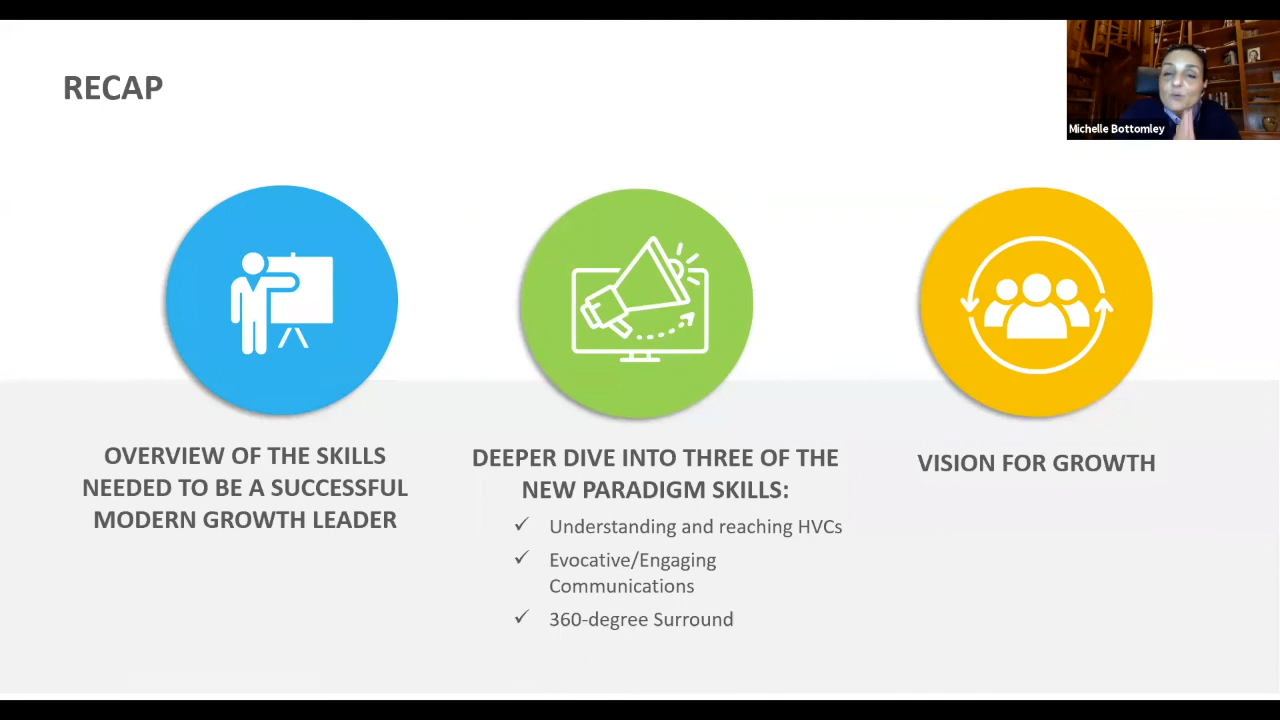 RECAP
Michelle Bottomley
OVERVIEW OF THE SKILLS
NEEDED TO BE A SUCCESSFUL
MODERN GROWTH LEADER
DEEPER DIVE INTO THREE OF THE
NEW PARADIGM SKILLS:
✓ Understanding and reaching HVCs
✓ Evocative/Engaging
Communications
✓ 360-degree Surround
VISION FOR GROWTH